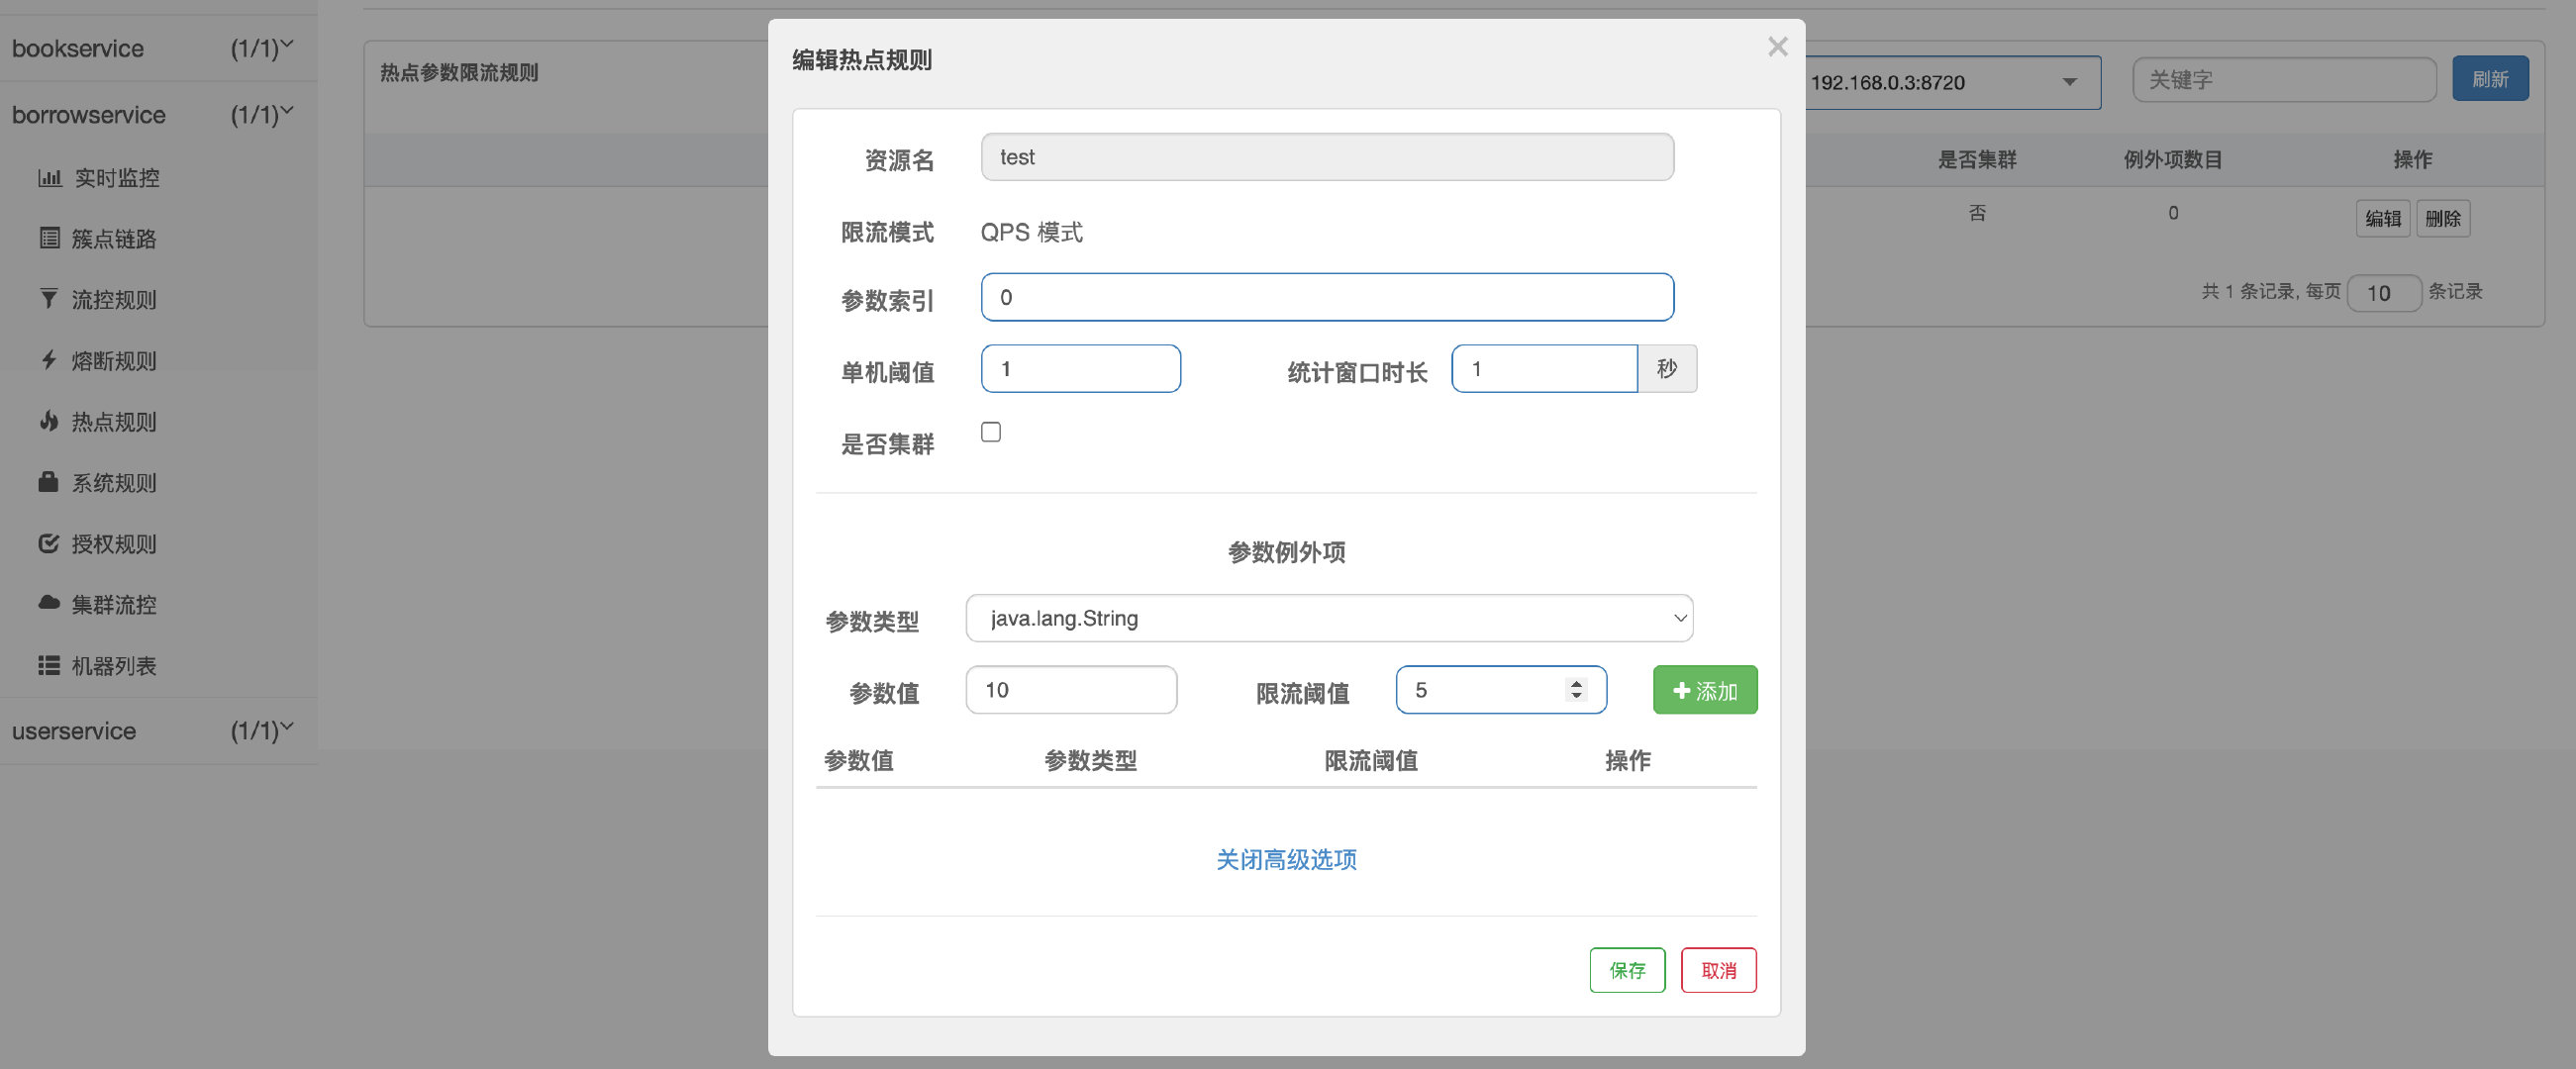 bookservice (1/1)
borrowservice (1/1)
实时监控
簇点链路
流控规则
熔断规则
热点规则
系统规则
授权规则
集群流控
机器列表
userservice (1/1)
热点参数限流规则
192.168.0.3:8720
关键字
刷新
是否集群 例外项数目 操作
否 0 编辑 删除
共 1 条记录, 每页 10 条记录
编辑热点规则 ×
资源名 test
限流模式 QPS 模式
参数索引 0
单机阈值 1 统计窗口时长 1 秒
是否集群
参数例外项
参数类型 java.lang.String
参数值 10 限流阈值 5 添加
参数值 参数类型 限流阈值 操作
关闭高级选项
保存 取消